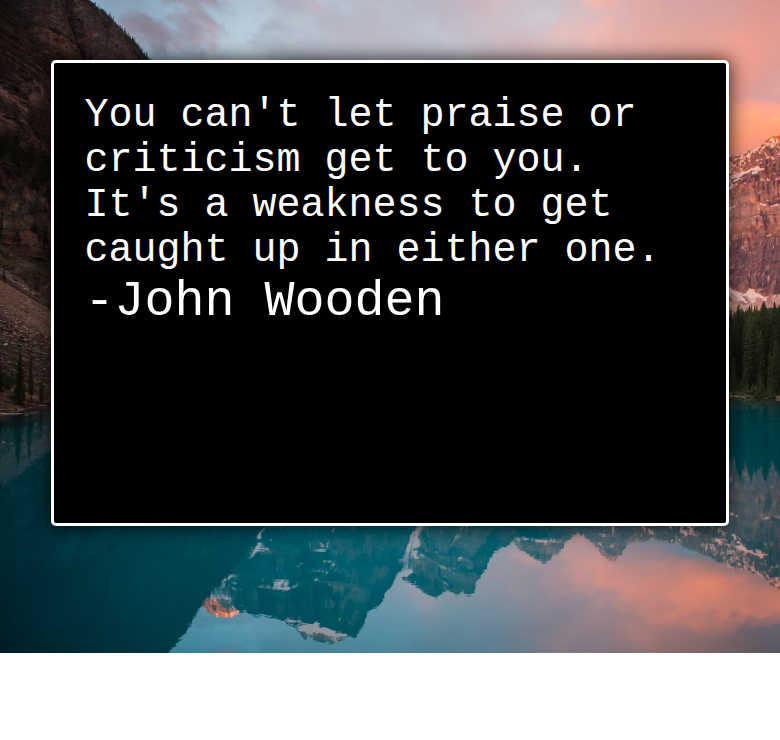 You can't let praise or
criticism get to you.
It's a weakness to get
caught up in either one.
-John Wooden